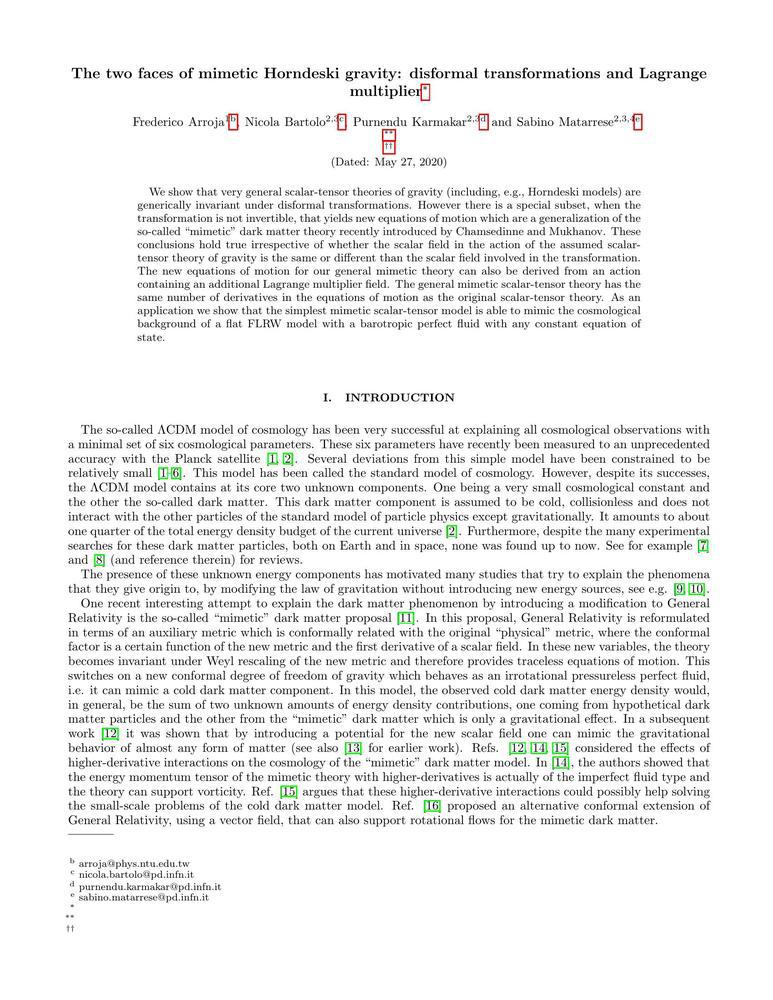 The two faces of mimetic Horndeski gravity: disformal transformations and Lagrange
multiplier*
Frederico Arroja1b, Nicola Bartolo2,3c, Purnendu Karmakar2,3d and Sabino Matarrese2,3,4e
**
††
(Dated: May 27, 2020)
We show that very general scalar-tensor theories of gravity (including, e.g., Horndeski models) are
generically invariant under disformal transformations. However there is a special subset, when the
transformation is not invertible, that yields new equations of motion which are a generalization of the
so-called “mimetic” dark matter theory recently introduced by Chamsedinne and Mukhanov. These
conclusions hold true irrespective of whether the scalar field in the action of the assumed scalar-
tensor theory of gravity is the same or different than the scalar field involved in the transformation.
The new equations of motion for our general mimetic theory can also be derived from an action
containing an additional Lagrange multiplier field. The general mimetic scalar-tensor theory has the
same number of derivatives in the equations of motion as the original scalar-tensor theory. As an
application we show that the simplest mimetic scalar-tensor model is able to mimic the cosmological
background of a flat FLRW model with a barotropic perfect fluid with any constant equation of
state.
I. INTRODUCTION
The so-called ΛCDM model of cosmology has been very successful at explaining all cosmological observations with
a minimal set of six cosmological parameters. These six parameters have recently been measured to an unprecedented
accuracy with the Planck satellite [1, 2]. Several deviations from this simple model have been constrained to be
relatively small [1–6]. This model has been called the standard model of cosmology. However, despite its successes,
the ΛCDM model contains at its core two unknown components. One being a very small cosmological constant and
the other the so-called dark matter. This dark matter component is assumed to be cold, collisionless and does not
interact with the other particles of the standard model of particle physics except gravitationally. It amounts to about
one quarter of the total energy density budget of the current universe [2]. Furthermore, despite the many experimental
searches for these dark matter particles, both on Earth and in space, none was found up to now. See for example [7]
and [8] (and reference therein) for reviews.
The presence of these unknown energy components has motivated many studies that try to explain the phenomena
that they give origin to, by modifying the law of gravitation without introducing new energy sources, see e.g. [9, 10].
One recent interesting attempt to explain the dark matter phenomenon by introducing a modification to General
Relativity is the so-called “mimetic” dark matter proposal [11]. In this proposal, General Relativity is reformulated
in terms of an auxiliary metric which is conformally related with the original “physical” metric, where the conformal
factor is a certain function of the new metric and the first derivative of a scalar field. In these new variables, the theory
becomes invariant under Weyl rescaling of the new metric and therefore provides traceless equations of motion. This
switches on a new conformal degree of freedom of gravity which behaves as an irrotational pressureless perfect fluid,
i.e. it can mimic a cold dark matter component. In this model, the observed cold dark matter energy density would,
in general, be the sum of two unknown amounts of energy density contributions, one coming from hypothetical dark
matter particles and the other from the “mimetic” dark matter which is only a gravitational effect. In a subsequent
work [12] it was shown that by introducing a potential for the new scalar field one can mimic the gravitational
behavior of almost any form of matter (see also [13] for earlier work). Refs. [12, 14, 15] considered the effects of
higher-derivative interactions on the cosmology of the “mimetic” dark matter model. In [14], the authors showed that
the energy momentum tensor of the mimetic theory with higher-derivatives is actually of the imperfect fluid type and
the theory can support vorticity. Ref. [15] argues that these higher-derivative interactions could possibly help solving
the small-scale problems of the cold dark matter model. Ref. [16] proposed an alternative conformal extension of
General Relativity, using a vector field, that can also support rotational flows for the mimetic dark matter.
b arroja@phys.ntu.edu.tw
c nicola.bartolo@pd.infn.it
d purnendu.karmakar@pd.infn.it
e sabino.matarrese@pd.infn.it
*
**
††